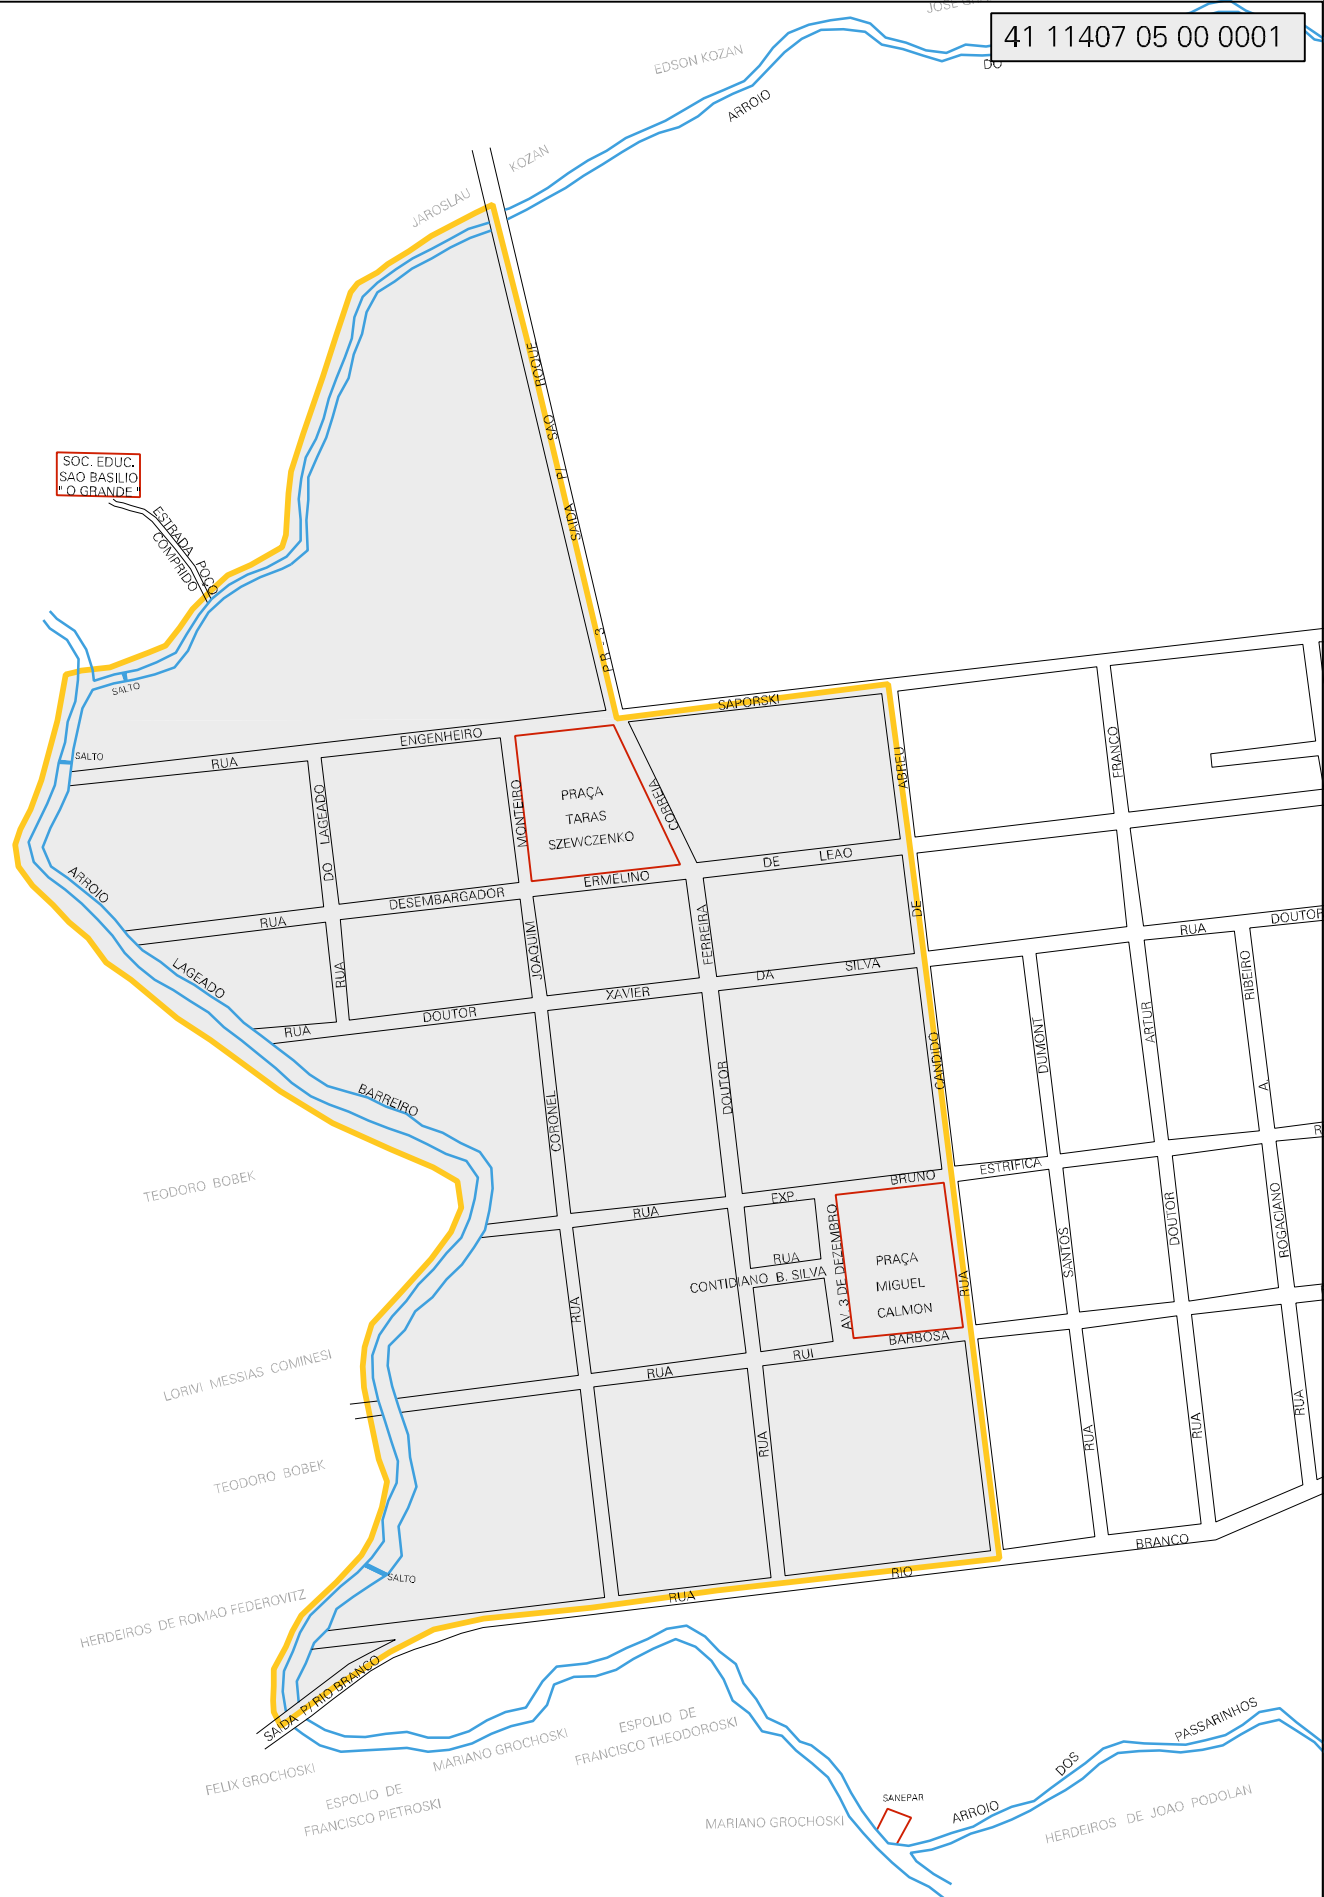 41 11407 05 00 0001
EDSON KOZAN
DO
ARROIO
KOZAN
JAROSLAU
ROQUE
SAO
P/
SAIDA
PR - 3
SOC. EDUC.
SAO BASILIO
" O GRANDE "
ESTRADA POÇO
COMPRIDO
SALTO
SALTO
SAPORSKI
ENGENHEIRO
RUA
ABREU
FRANCO
LAGEADO
DO
MONTEIRO
CORREIA
PRAÇA
TARAS
SZEWCZENKO
DE LEAO
ERMELINO
DESEMBARGADOR
RUA
ARROIO
DE
RUA
DOUTOR
FERREIRA
JOAQUIM
RUA
LAGEADO
RIBEIRO
SILVA
DA
XAVIER
DOUTOR
RUA
DUMONT
ARTUR
CANDIDO
DOUTOR
A
BARREIRO
CORONEL
ESTRIFICA
BRUNO
EXP.
RUA
TEODORO BOBEK
AV. 3 DE DEZEMBRO
RUA
CONTIDIANO B. SILVA
PRAÇA
MIGUEL
CALMON
RUA
SANTOS
DOUTOR
ROGACIANO
RUA
BARBOSA
RUI
RUA
LORIVI MESSIAS COMINESI
RUA
RUA
RUA
RUA
TEODORO BOBEK
BRANCO
RIO
RUA
SALTO
HERDEIROS DE ROMAO FEDEROVITZ
SAIDA P/ RIO BRANCO
MARIANO GROCHOSKI
ESPOLIO DE
FRANCISCO THEODOROSKI
FELIX GROCHOSKI
ESPOLIO DE
FRANCISCO PIETROSKI
MARIANO GROCHOSKI
SANEPAR
ARROIO
DOS
PASSARINHOS
HERDEIROS DE JOAO PODOLAN